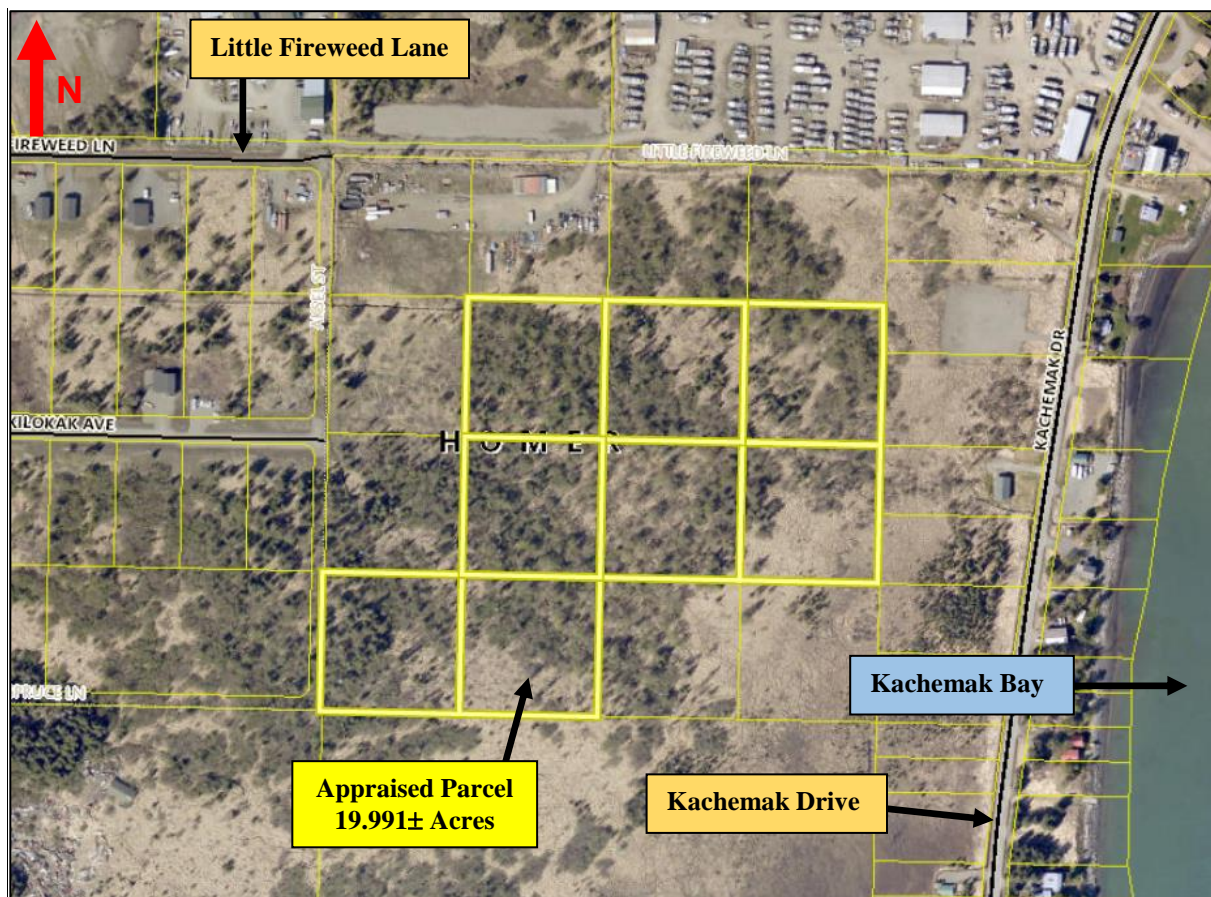 Little Fireweed Lane
N
FIREWEED LN
LITTLE FIREWEED LN
KACHEMAK DR
KILOKAK AVE
HOMER
SPRUCE LN
Kachemak Bay
Appraised Parcel
19.991± Acres
Kachemak Drive